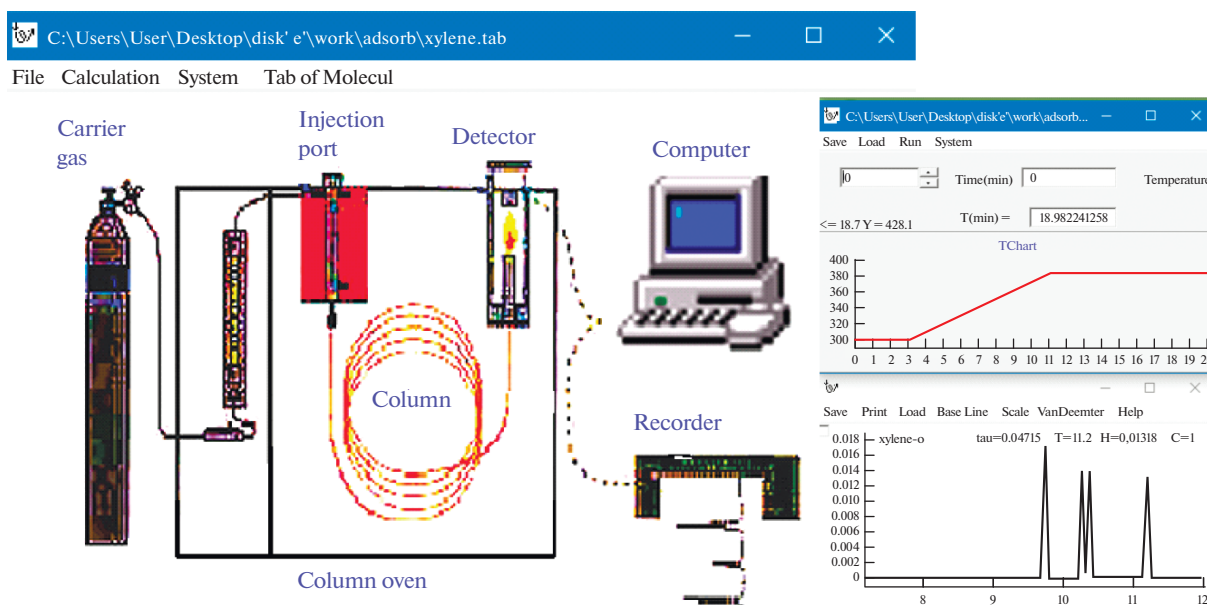 C:\Users\User\Desktop\disk' e'\work\adsorb\xylene.tab
File Calculation System Tab of Molecul
Carrier
gas
Injection
port
Detector
Computer
Column
Recorder
Column oven
C:\Users\User\Desktop\disk'e'\work\adsorb...
Save Load Run System
0 Time(min) 0 Temperature
<= 18.7 Y = 428.1 T(min) = 18.982241258
TChart
400
380
360
340
320
300
0 1 2 3 4 5 6 7 8 9 10 11 12 13 14 15 16 17 18 19
Save Print Load Base Line Scale VanDeemter Help
xylene-o tau=0.04715 T=11.2 H=0,01318 C=1
0.018
0.016
0.014
0.012
0.010
0.008
0.006
0.004
0.002
0
8 9 10 11 12